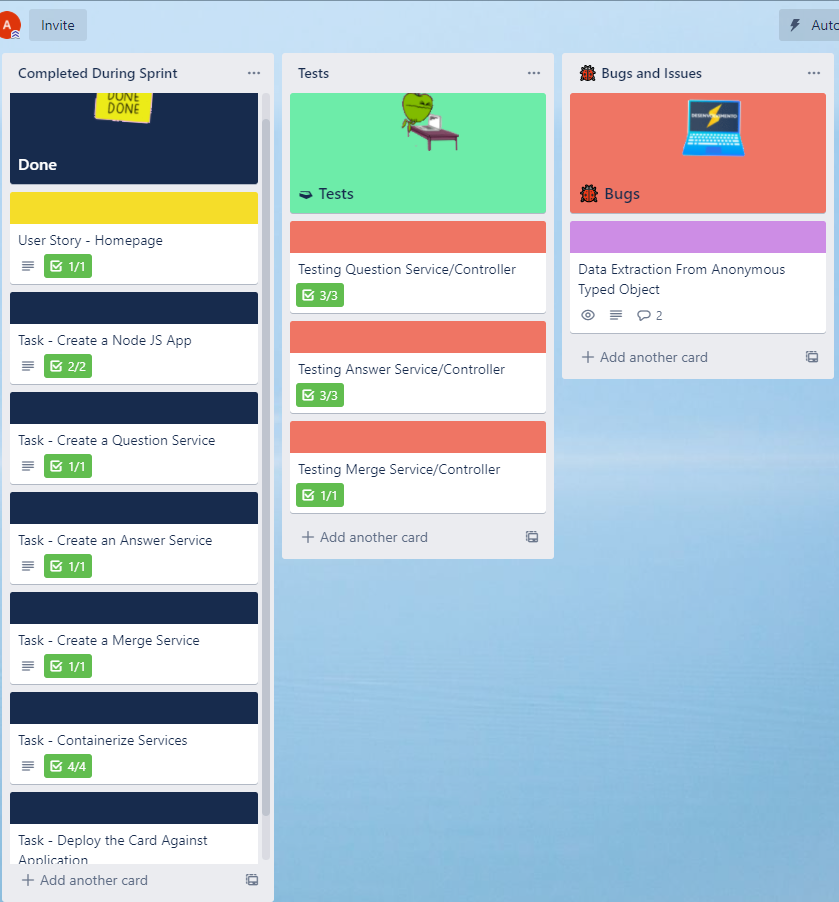 A
Invite
Auto
Completed During Sprint
DONE
DONE
Done
User Story - Homepage
1/1
Task - Create a Node JS App
2/2
Task - Create a Question Service
1/1
Task - Create an Answer Service
1/1
Task - Create a Merge Service
1/1
Task - Containerize Services
4/4
Task - Deploy the Card Against
Application
+ Add another card
Tests
Tests
Testing Question Service/Controller
3/3
Testing Answer Service/Controller
3/3
Testing Merge Service/Controller
1/1
+ Add another card
Bugs and Issues
DESENVOLVIMENTO
Bugs
Data Extraction From Anonymous
Typed Object
2
+ Add another card